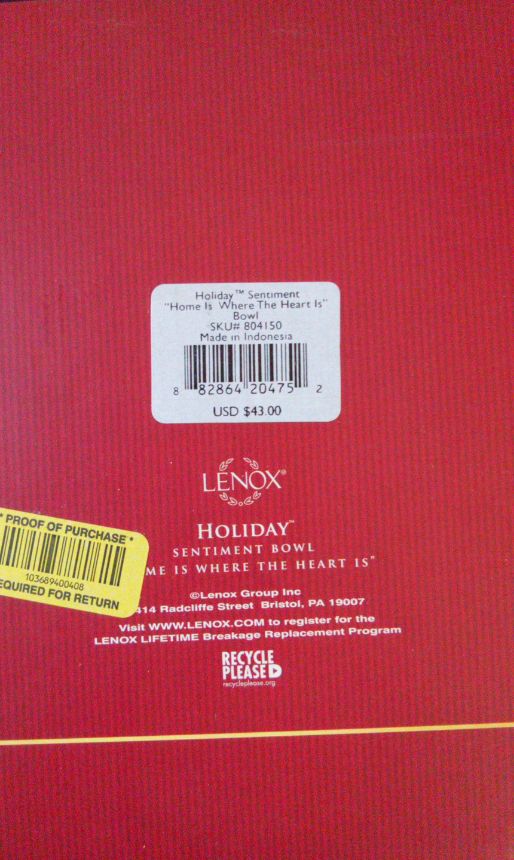 Holiday™ Sentiment
"Home Is Where The Heart Is"
Bowl
SKU# 804150
Made in Indonesia
8 82864 20475 2
USD $43.00
LENOX®
HOLIDAY™
SENTIMENT BOWL
ME IS WHERE THE HEART IS"
©Lenox Group Inc
414 Radcliffe Street Bristol, PA 19007
Visit WWW.LENOX.COM to register for the
LENOX LIFETIME Breakage Replacement Program
RECYCLE
PLEASE
recycleplease.org
* PROOF OF PURCHASE *
103689400408
EQUIRED FOR RETURN